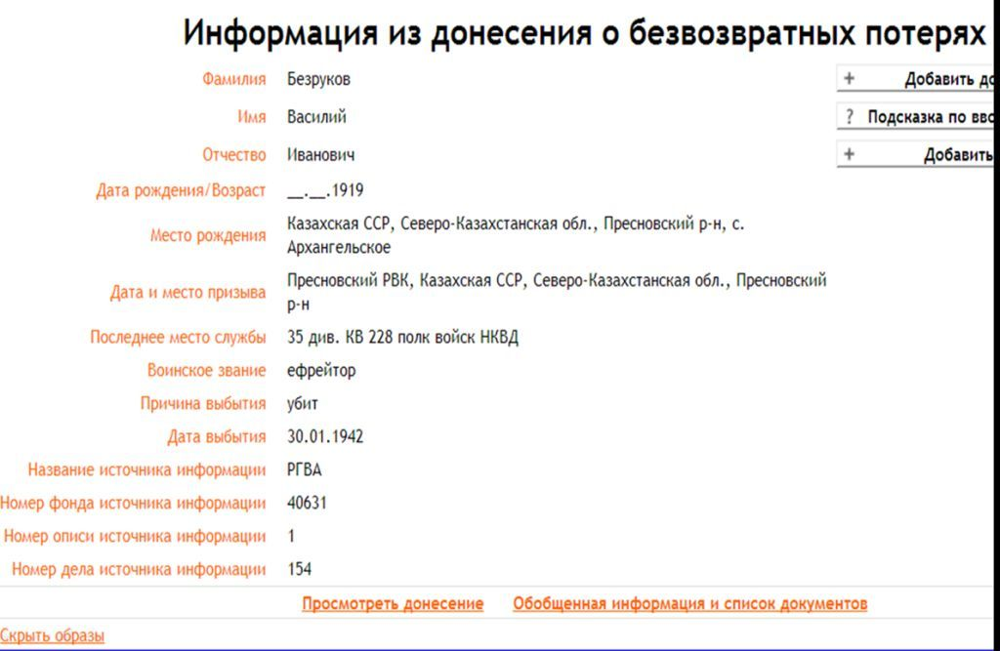 Информация из донесения о безвозвратных потерях
Фамилия Безруков
+ Добавить до
Имя Василий
? Подсказка по вво
Отчество Иванович
+ Добавить
Дата рождения/Возраст __.__.1919
Место рождения Казахская ССР, Северо-Казахстанская обл., Пресновский р-н, с.
Архангельское
Дата и место призыва Пресновский РВК, Казахская ССР, Северо-Казахстанская обл., Пресновский
р-н
Последнее место службы 35 див. КВ 228 полк войск НКВД
Воинское звание ефрейтор
Причина выбытия убит
Дата выбытия 30.01.1942
Название источника информации РГВА
Номер фонда источника информации 40631
Номер описи источника информации 1
Номер дела источника информации 154
Просмотреть донесение Обобщенная информация и список документов
Скрыть образы